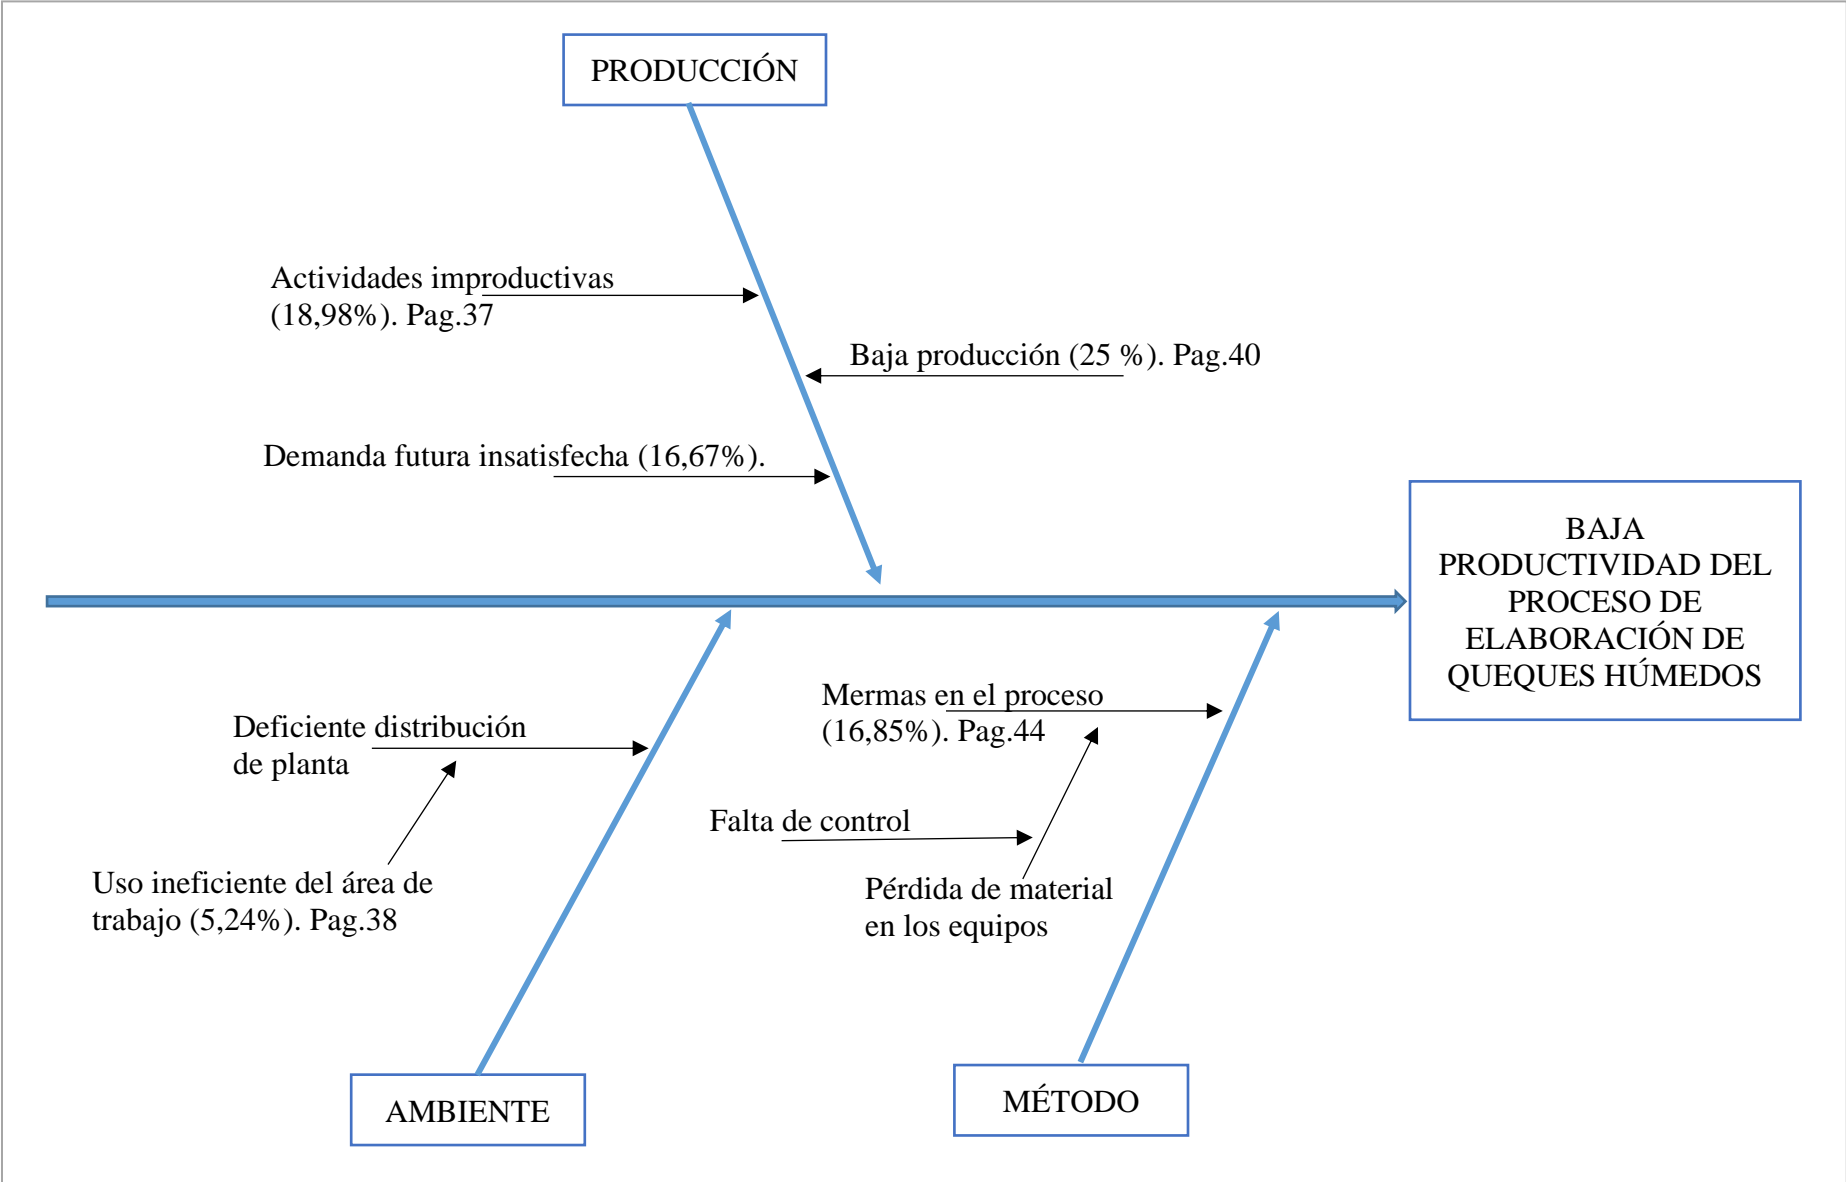 PRODUCCIÓN
Actividades improductivas
(18,98%). Pag.37
Baja producción (25 %). Pag.40
Demanda futura insatisfecha (16,67%).
BAJA
PRODUCTIVIDAD DEL
PROCESO DE
ELABORACIÓN DE
QUEQUES HÚMEDOS
Deficiente distribución
de planta
Uso ineficiente del área de
trabajo (5,24%). Pag.38
Mermas en el proceso
(16,85%). Pag.44
Falta de control
Pérdida de material
en los equipos
AMBIENTE
MÉTODO